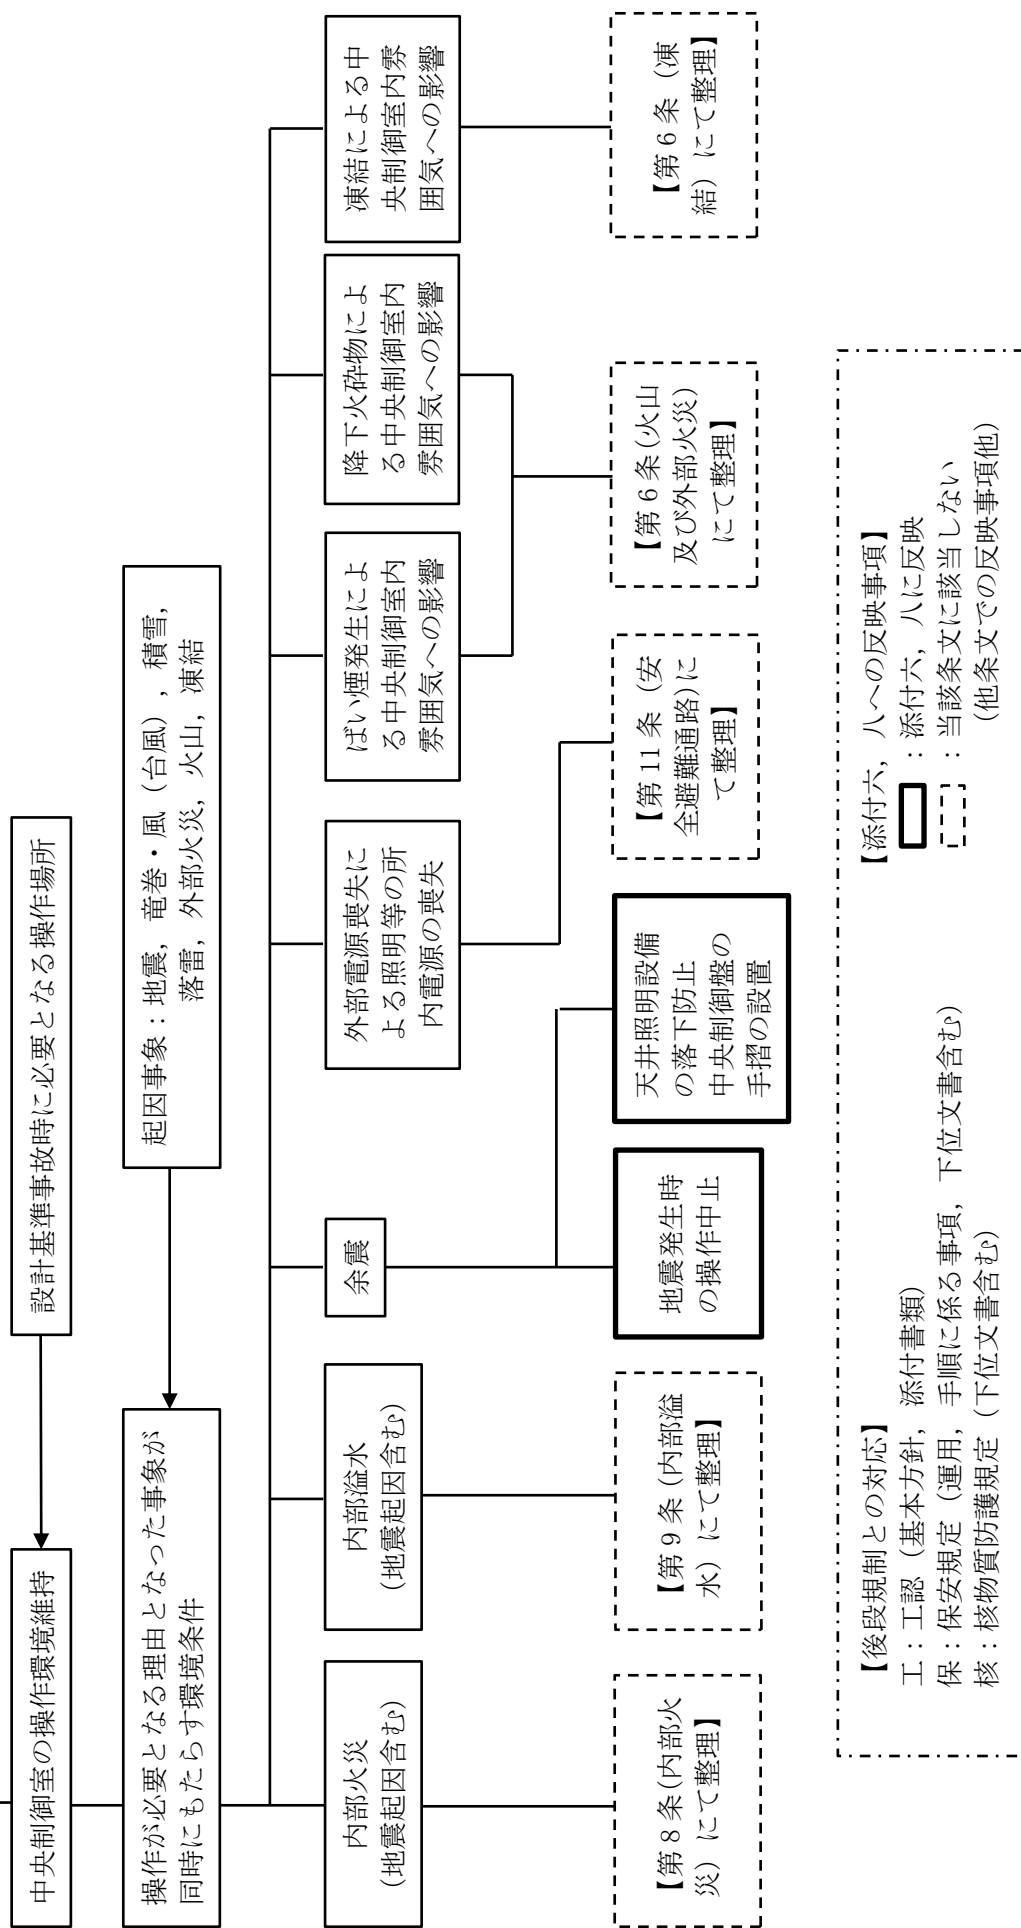 中央制御室の操作環境維持
設計基準事故時に必要となる操作場所
操作が必要となる理由となった事象が
同時にもたらす環境条件
起因事象：地震，竜巻・風（台風），積雪，
落雷，外部火災，火山，凍結
内部火災
(地震起因含む)
内部溢水
(地震起因含む)
余震
外部電源喪失に
よる照明等の所
内電源の喪失
ばい煙発生によ
る中央制御室内
雰囲気への影響
降下火砕物によ
る中央制御室内
雰囲気への影響
凍結による中
央制御室内雰
囲気への影響
【第8条(内部火
災）にて整理】
【第9条(内部溢
水）にて整理】
地震発生時
の操作中止
天井照明設備
の落下防止
中央制御盤の
手摺の設置
【第11条（安
全避難通路)に
て整理】
【第6条(火山
及び外部火災)
にて整理】
【第6条（凍
結）にて整理】
【後段規制との対応】
工：工認（基本方針，添付書類）
保：保安規定（運用，手順に係る事項，下位文書含む）
核：核物質防護規定（下位文書含む）
【添付六，八への反映事項】
：添付六，八に反映
：当該条文に該当しない
(他条文での反映事項他)